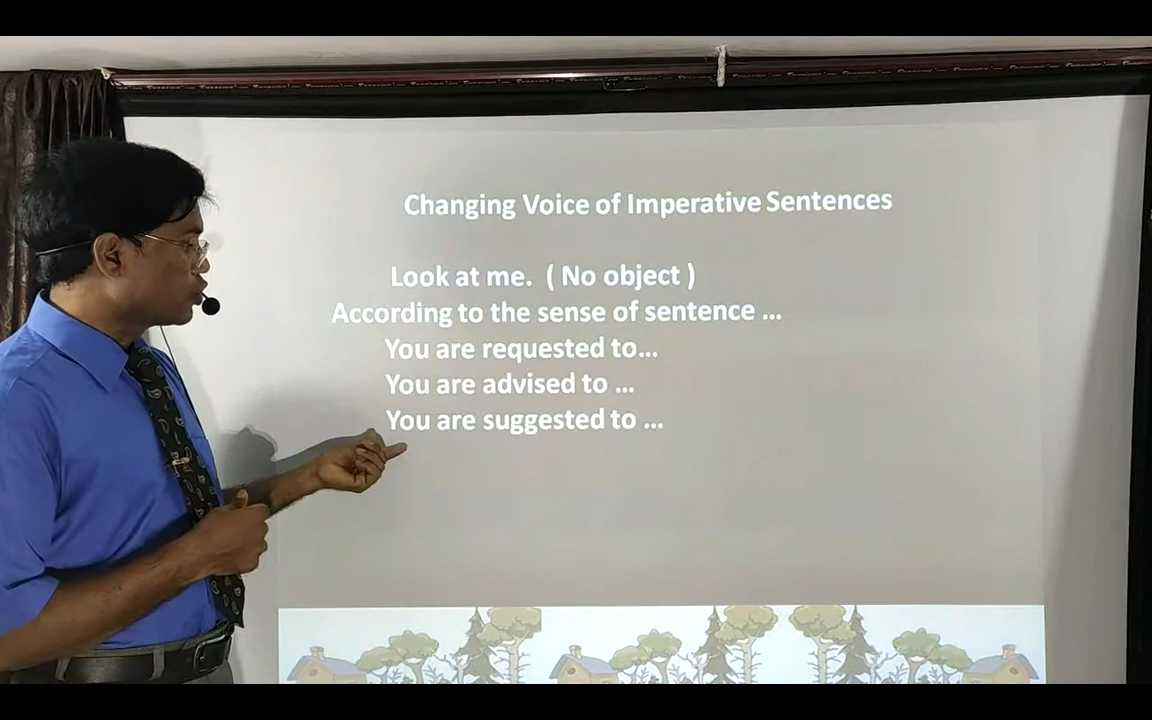 Changing Voice of Imperative Sentences
Look at me. ( No object )
According to the sense of sentence ...
You are requested to...
You are advised to ...
You are suggested to ...